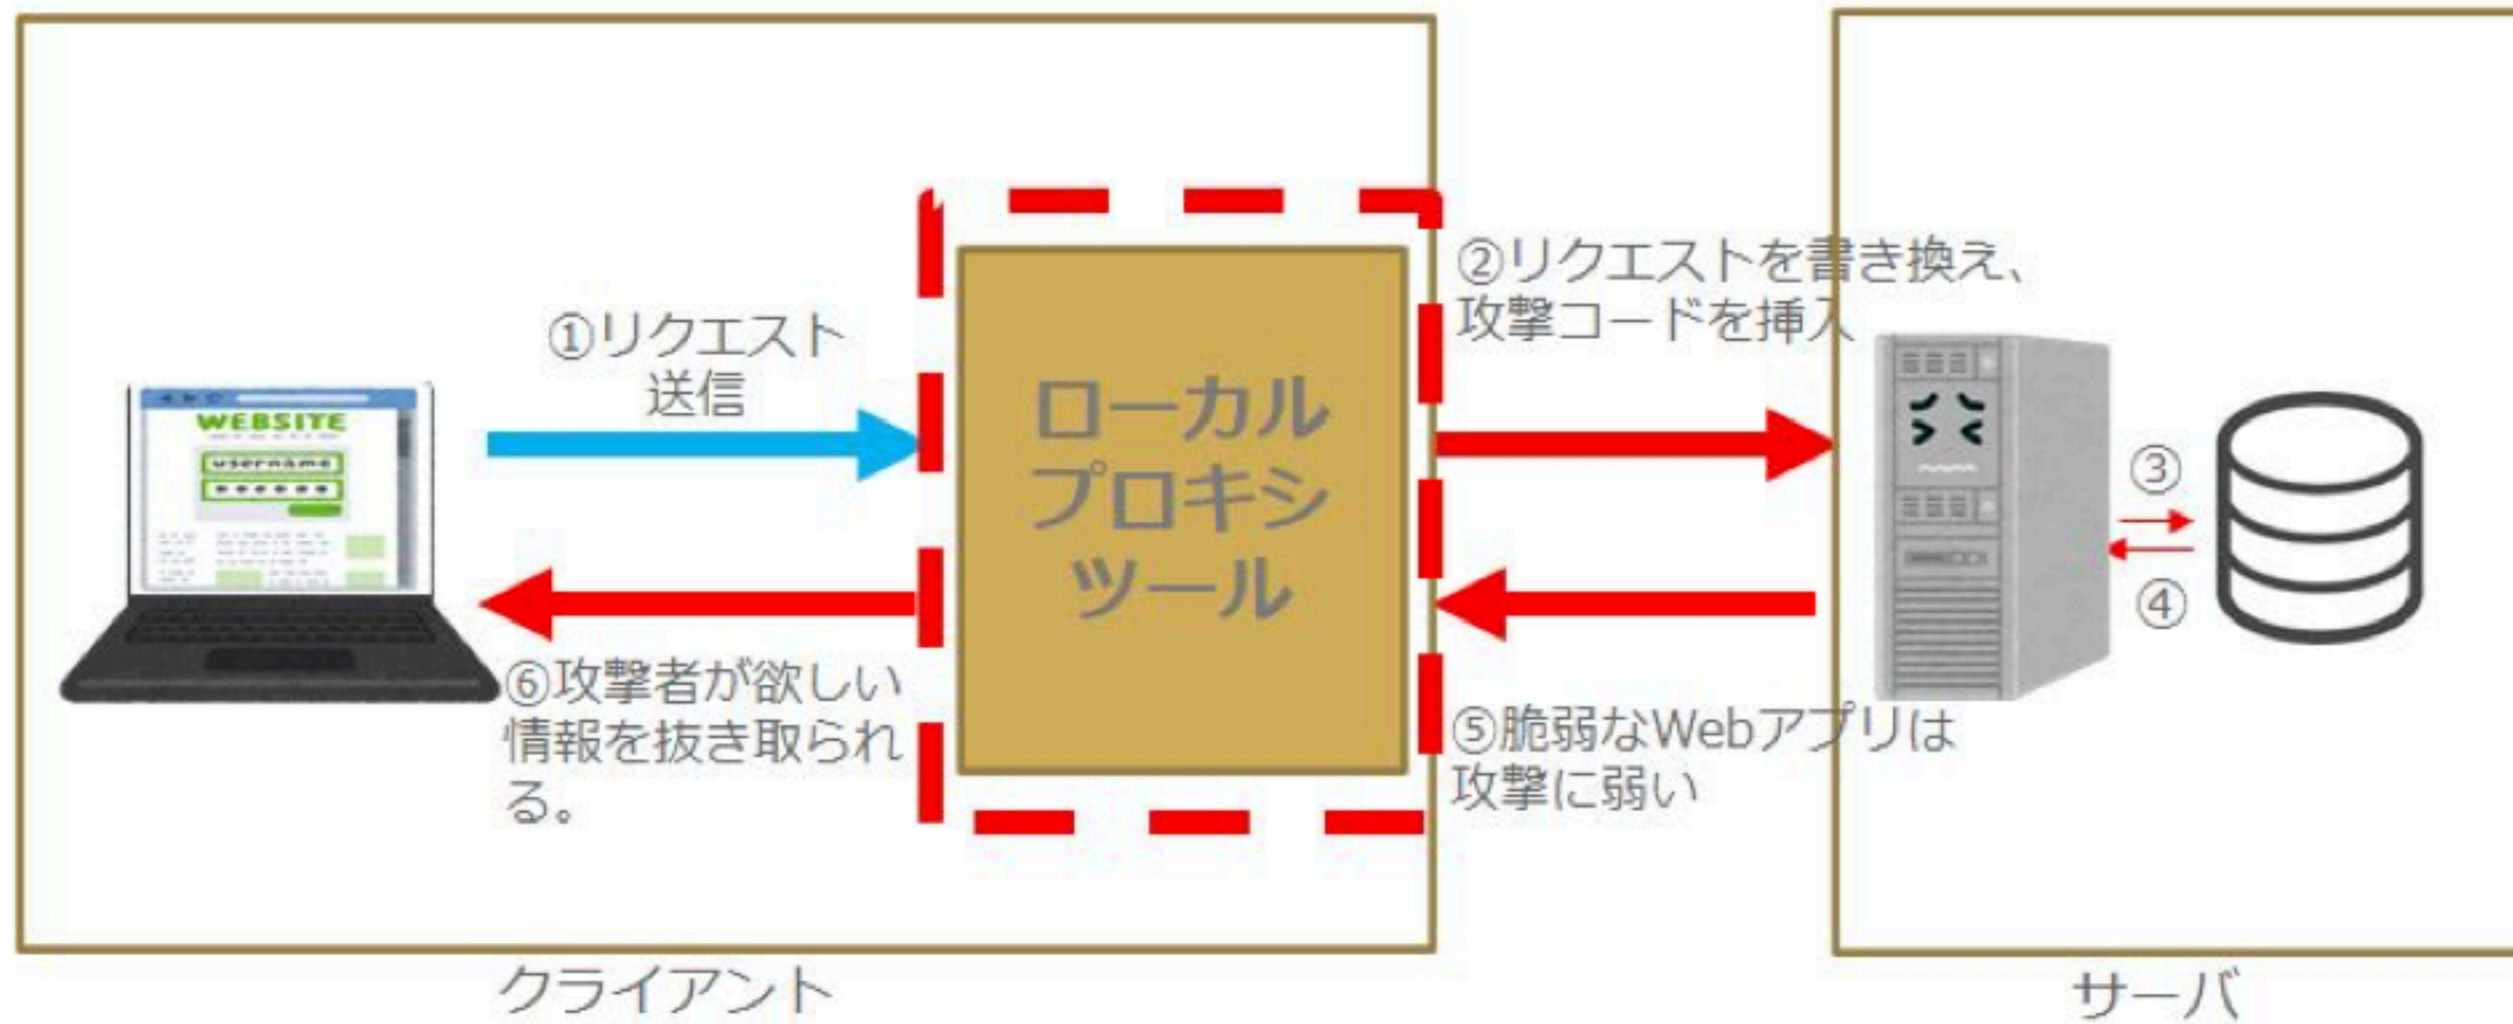 ①リクエスト
送信
WEBSITE
username
ローカル
プロキシ
ツール
②リクエストを書き換え、
攻撃コードを挿入
③
④
⑤脆弱なWebアプリは
攻撃に弱い
⑥攻撃者が欲しい
情報を抜き取られ
る。
クライアント
サーバ